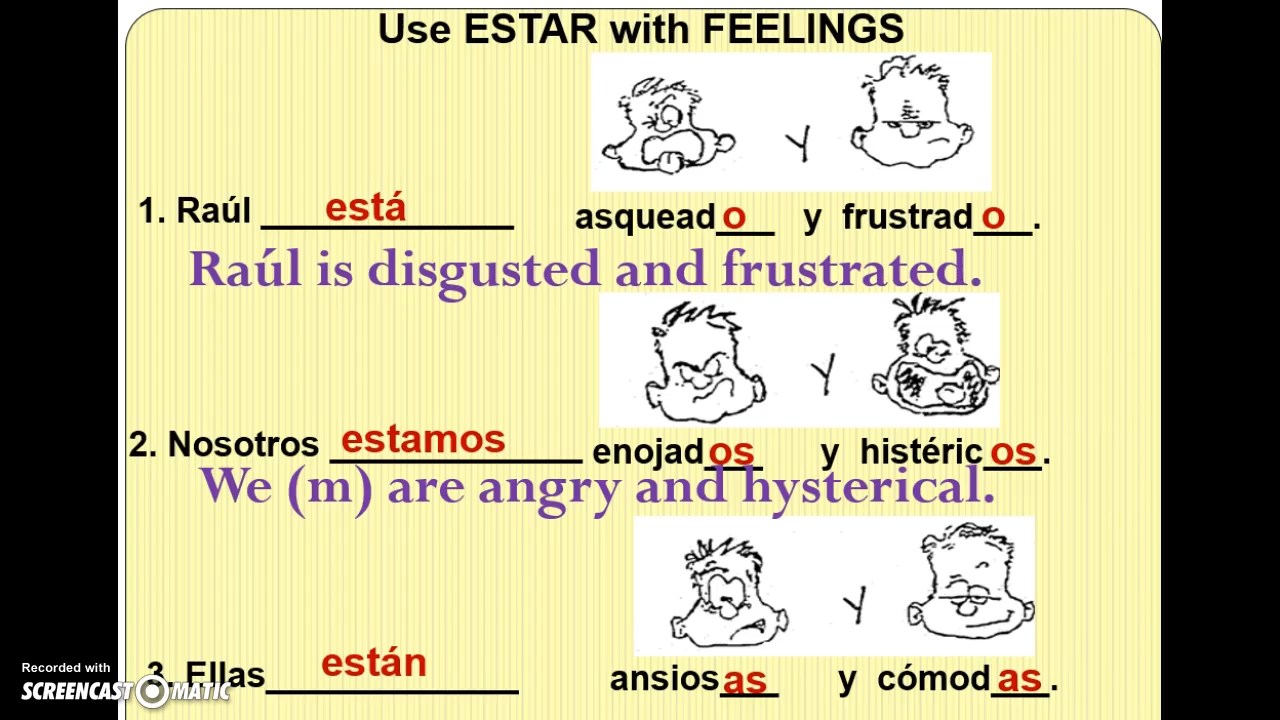 Use ESTAR with FEELINGS
y
1. Raúl está asqueado y frustrado.
Raúl is disgusted and frustrated.
y
2. Nosotros estamos enojados y histéricos.
We (m) are angry and hysterical.
y
3. Ellas están ansiosas y cómodas.
Recorded with
SCREENCAST-O-MATIC